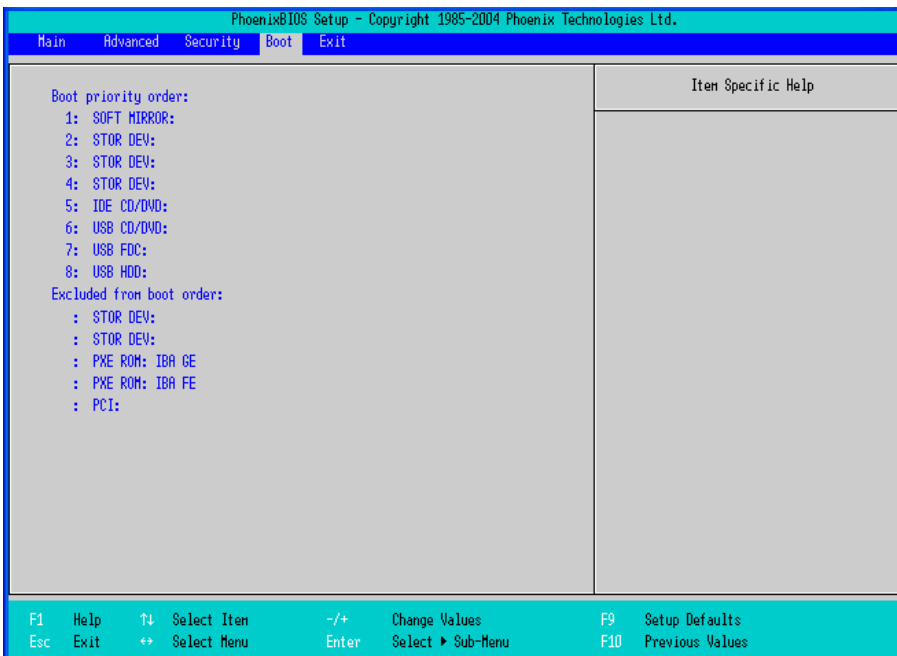 PhoenixBIOS Setup - Copyright 1985-2004 Phoenix Technologies Ltd.
Main Advanced Security Boot Exit
Item Specific Help
Boot priority order:
1: SOFT MIRROR:
2: STOR DEV:
3: STOR DEV:
4: STOR DEV:
5: IDE CD/DVD:
6: USB CD/DVD:
7: USB FDC:
8: USB HDD:
Excluded from boot order:
: STOR DEV:
: STOR DEV:
: PXE ROM: IBA GE
: PXE ROM: IBA FE
: PCI:
F1 Help ↑↓ Select Item -/+ Change Values F9 Setup Defaults
Esc Exit ↔ Select Menu Enter Select ▶ Sub-Menu F10 Previous Values